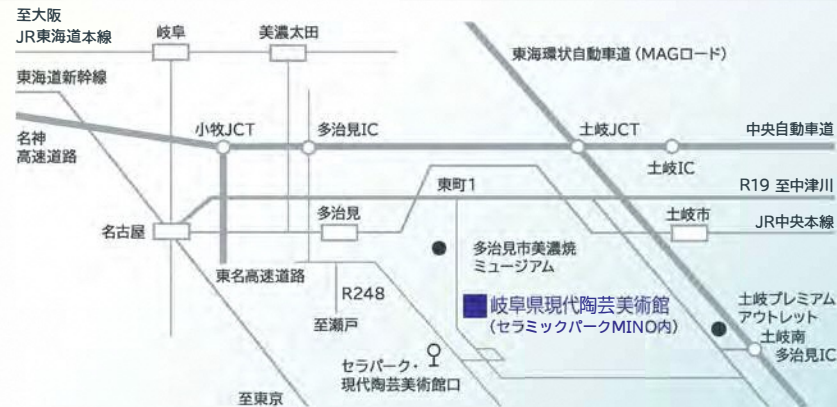 至大阪
JR東海道本線
岐阜
美濃太田
東海環状自動車道（MAGロード）
東海道新幹線
名神
高速道路
小牧JCT
多治見IC
土岐JCT
中央自動車道
土岐IC
東町1
R19 至中津川
名古屋
多治見
土岐市
JR中央本線
多治見市美濃焼
ミュージアム
東名高速道路
R248
至瀬戸
岐阜県現代陶芸美術館
（セラミックパークMINO内）
土岐プレミアム
アウトレット
土岐南
多治見IC
セラパーク・
現代陶芸美術館口
至東京